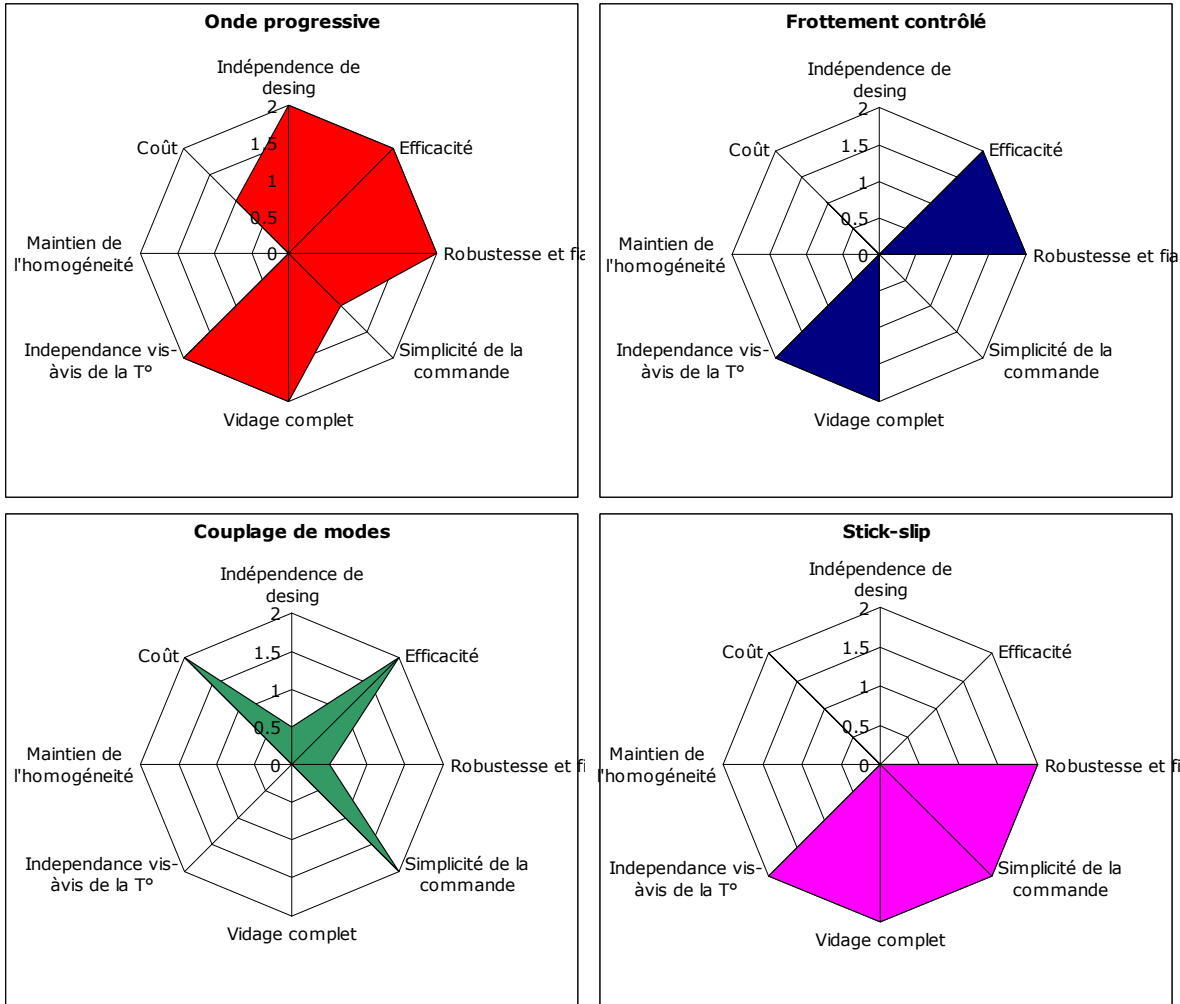 Onde progressive
Indépendence de
desing
2
Coût
1.5
Efficacité
1
0.5
Maintien de
l'homogéneité
0
Robustesse et fia
Independance vis-
àvis de la T°
Simplicité de la
commande
Vidage complet
Frottement contrôlé
Indépendence de
desing
2
Coût
1.5
Efficacité
1
0.5
Maintien de
l'homogéneité
0
Robustesse et fia
Independance vis-
àvis de la T°
Simplicité de la
commande
Vidage complet
Couplage de modes
Indépendence de
desing
2
Coût
1.5
Efficacité
1
0.5
Maintien de
l'homogéneité
0
Robustesse et fi
Independance vis-
àvis de la T°
Simplicité de la
commande
Vidage complet
Stick-slip
Indépendence de
desing
2
Coût
1.5
Efficacité
1
0.5
Maintien de
l'homogéneité
0
Robustesse et fi
Independance vis-
àvis de la T°
Simplicité de la
commande
Vidage complet